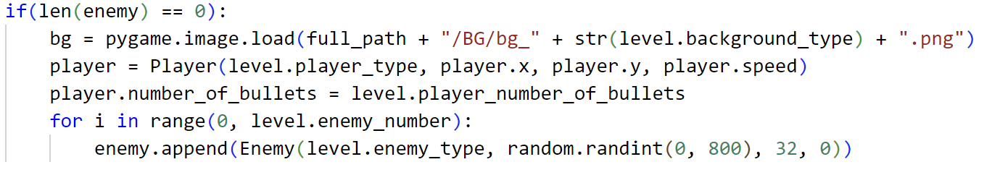 if(len(enemy) == 0):
    bg = pygame.image.load(full_path + "/BG/bg_" + str(level.background_type) + ".png")
    player = Player(level.player_type, player.x, player.y, player.speed)
    player.number_of_bullets = level.player_number_of_bullets
    for i in range(0, level.enemy_number):
        enemy.append(Enemy(level.enemy_type, random.randint(0, 800), 32, 0))